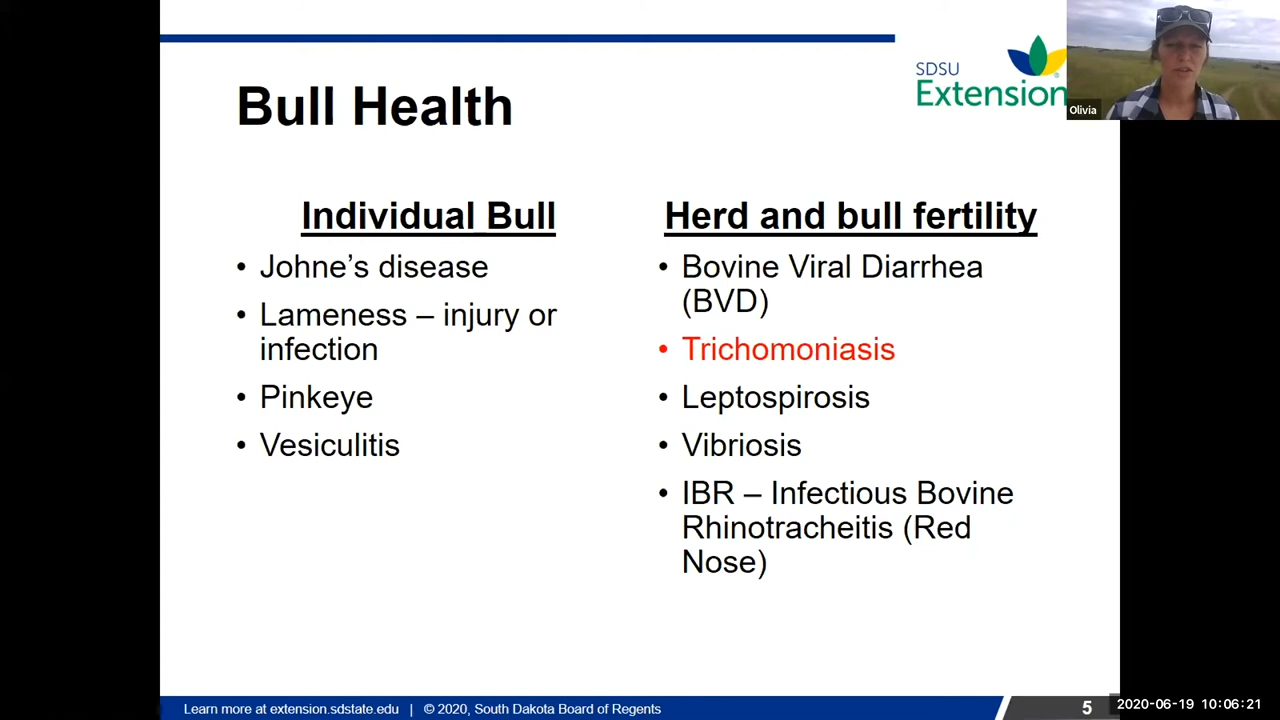 SDSU
Extension
Olivia
Bull Health
Individual Bull
• Johne's disease
• Lameness – injury or
infection
• Pinkeye
• Vesiculitis
Herd and bull fertility
• Bovine Viral Diarrhea
(BVD)
• Trichomoniasis
• Leptospirosis
• Vibriosis
• IBR – Infectious Bovine
Rhinotracheitis (Red
Nose)
Learn more at extension.sdstate.edu | © 2020, South Dakota Board of Regents
5
2020-06-19 10:06:21